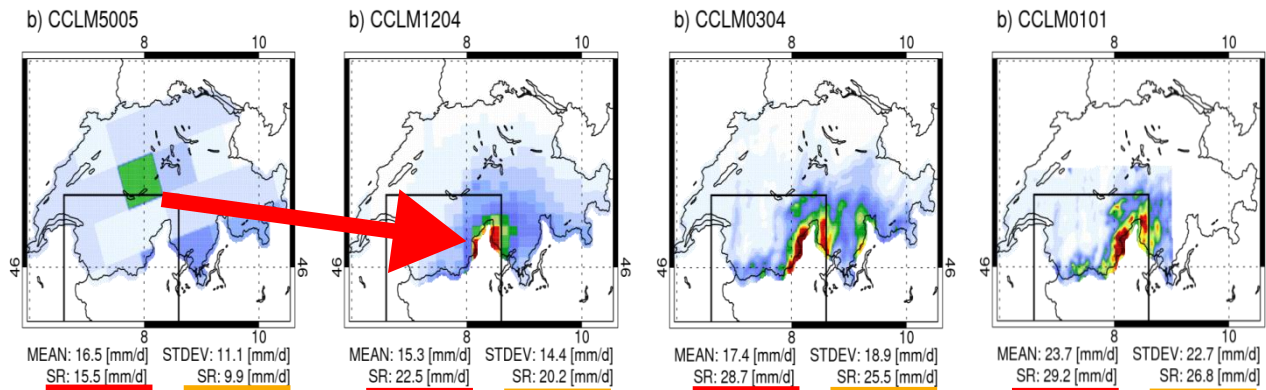 b) CCLM5005
8 10
46
8 10
MEAN: 16.5 [mm/d] STDEV: 11.1 [mm/d]
SR: 15.5 [mm/d] SR: 9.9 [mm/d]
b) CCLM1204
8 10
46
8 10
MEAN: 15.3 [mm/d] STDEV: 14.4 [mm/d]
SR: 22.5 [mm/d] SR: 20.2 [mm/d]
b) CCLM0304
8 10
46
8 10
MEAN: 17.4 [mm/d] STDEV: 18.9 [mm/d]
SR: 28.7 [mm/d] SR: 25.5 [mm/d]
b) CCLM0101
8 10
46 46
8 10
MEAN: 23.7 [mm/d] STDEV: 22.7 [mm/d]
SR: 29.2 [mm/d] SR: 26.8 [mm/d]